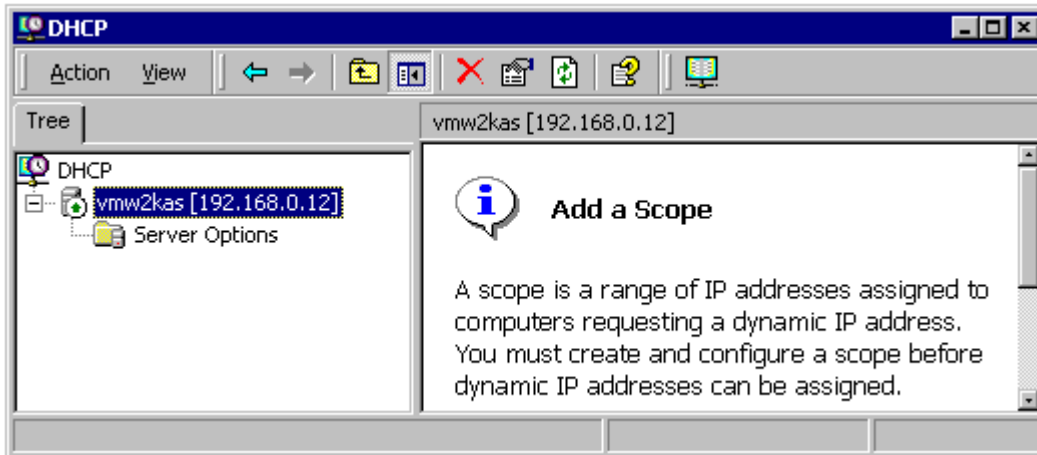 DHCP
Action View
Tree
vmw2kas [192.168.0.12]
DHCP
vmw2kas [192.168.0.12]
Server Options
Add a Scope
A scope is a range of IP addresses assigned to
computers requesting a dynamic IP address.
You must create and configure a scope before
dynamic IP addresses can be assigned.